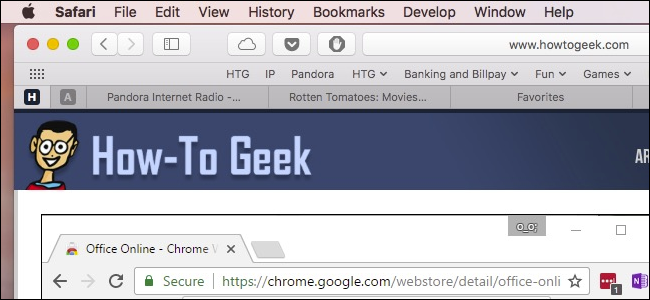 Safari File Edit View History Bookmarks Develop Window Help
www.howtogeek.com
HTG IP Pandora HTG Banking and Billpay Fun Games
H A Pandora Internet Radio -... Rotten Tomatoes: Movies... Favorites
How-To Geek AR
o_o;
Office Online - Chrome W
Secure https://chrome.google.com/webstore/detail/office-onli
1 N